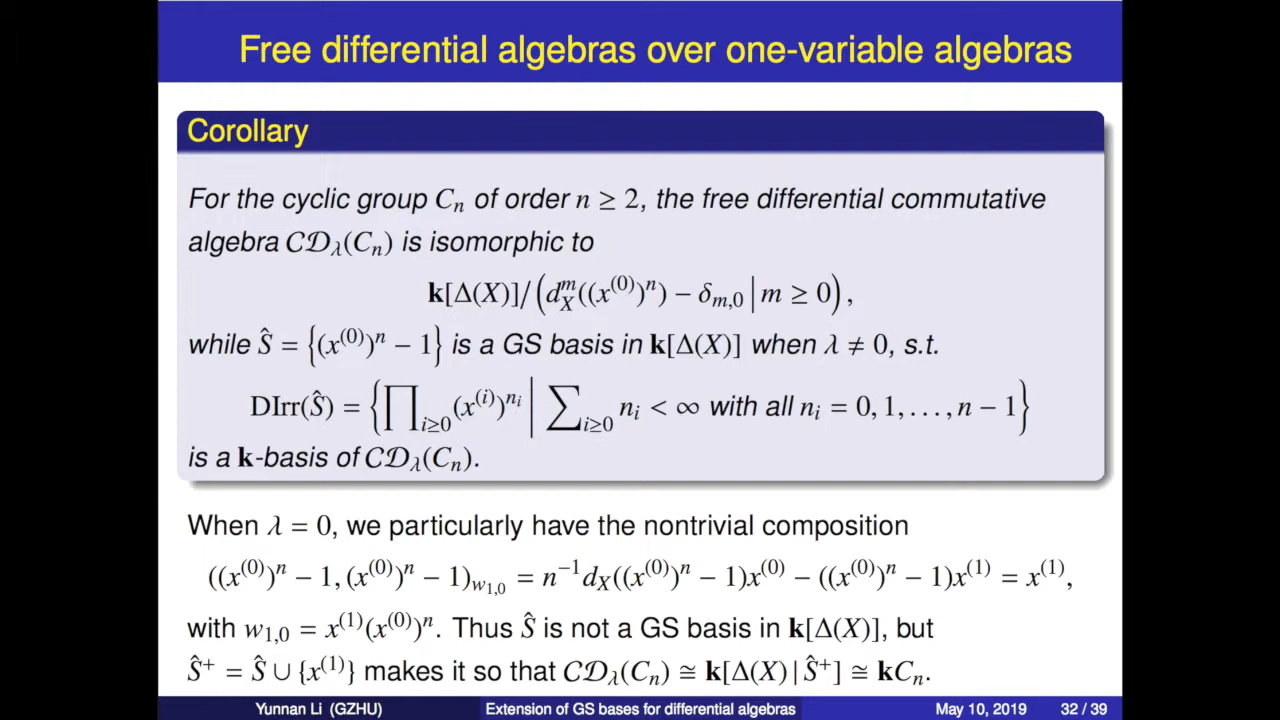 Free differential algebras over one-variable algebras
Corollary
For the cyclic group Cₙ of order n ≥ 2, the free differential commutative
algebra 𝒞𝒟_λ(Cₙ) is isomorphic to
𝐤[Δ(X)]/(d_X^m((x^{(0)})^n) − δ_{m,0} | m ≥ 0),
while Ŝ = {(x^{(0)})^n − 1} is a GS basis in 𝐤[Δ(X)] when λ ≠ 0, s.t.
DIrr(Ŝ) = {∏_{i≥0}(x^{(i)})^{n_i} | ∑_{i≥0} n_i < ∞ with all n_i = 0, 1, . . . , n − 1}
is a 𝐤-basis of 𝒞𝒟_λ(Cₙ).
When λ = 0, we particularly have the nontrivial composition
((x^{(0)})^n − 1, (x^{(0)})^n − 1)_{w_{1,0}} = n^{−1}d_X((x^{(0)})^n − 1)x^{(0)} − ((x^{(0)})^n − 1)x^{(1)} = x^{(1)},
with w_{1,0} = x^{(1)}(x^{(0)})^n. Thus Ŝ is not a GS basis in 𝐤[Δ(X)], but
Ŝ⁺ = Ŝ ∪ {x^{(1)}} makes it so that 𝒞𝒟_λ(Cₙ) ≅ 𝐤[Δ(X) | Ŝ⁺] ≅ 𝐤Cₙ.
Yunnan Li (GZHU) Extension of GS bases for differential algebras May 10, 2019 32 / 39